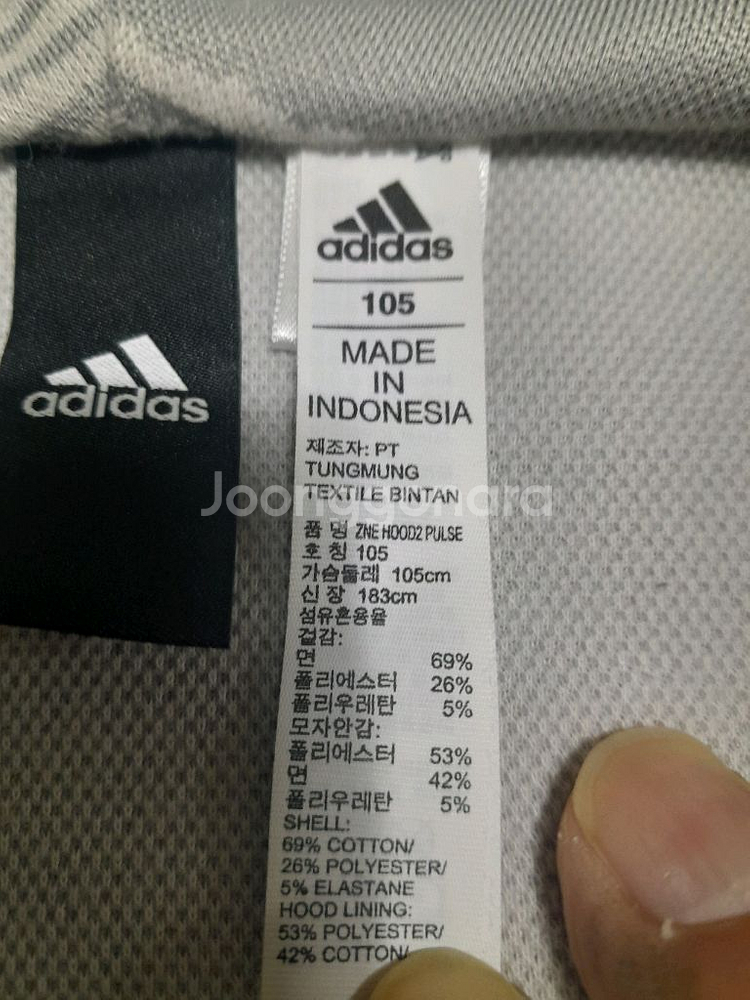 adidas
adidas
105
MADE
IN
INDONESIA
제조자: PT
TUNGMUNG
TEXTILE BINTAN
Joonggonara
품 명 ZNE HOOD2 PULSE
호 칭 105
가슴둘레 105cm
신 장 183cm
섬유혼용율
겉감:
면 69%
폴리에스터 26%
폴리우레탄 5%
모자안감:
폴리에스터 53%
면 42%
폴리우레탄 5%
SHELL:
69% COTTON/
26% POLYESTER/
5% ELASTANE
HOOD LINING:
53% POLYESTER/
42% COTTON/